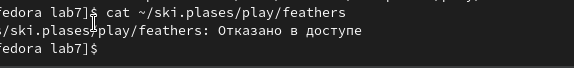 fedora lab7]$ cat ~/ski.plases/play/feathers
s/ski.plases/play/feathers: Отказано в доступе
fedora lab7]$